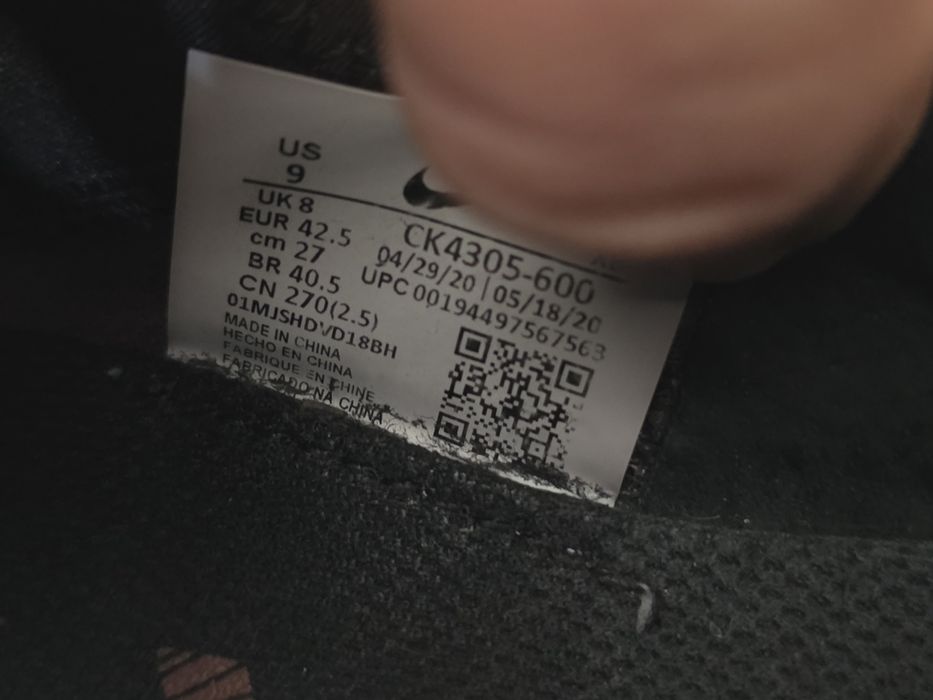 US
9
UK 8
EUR 42.5
cm 27
BR 40.5
CN 270(2.5)
01MJSHDVD18BH
MADE IN CHINA
HECHO EN CHINA
FABRIQUE EN CHINE
FABRICADO NA CHINA
CK4305-600
04/29/20 | 05/18/20
UPC 00194497567563